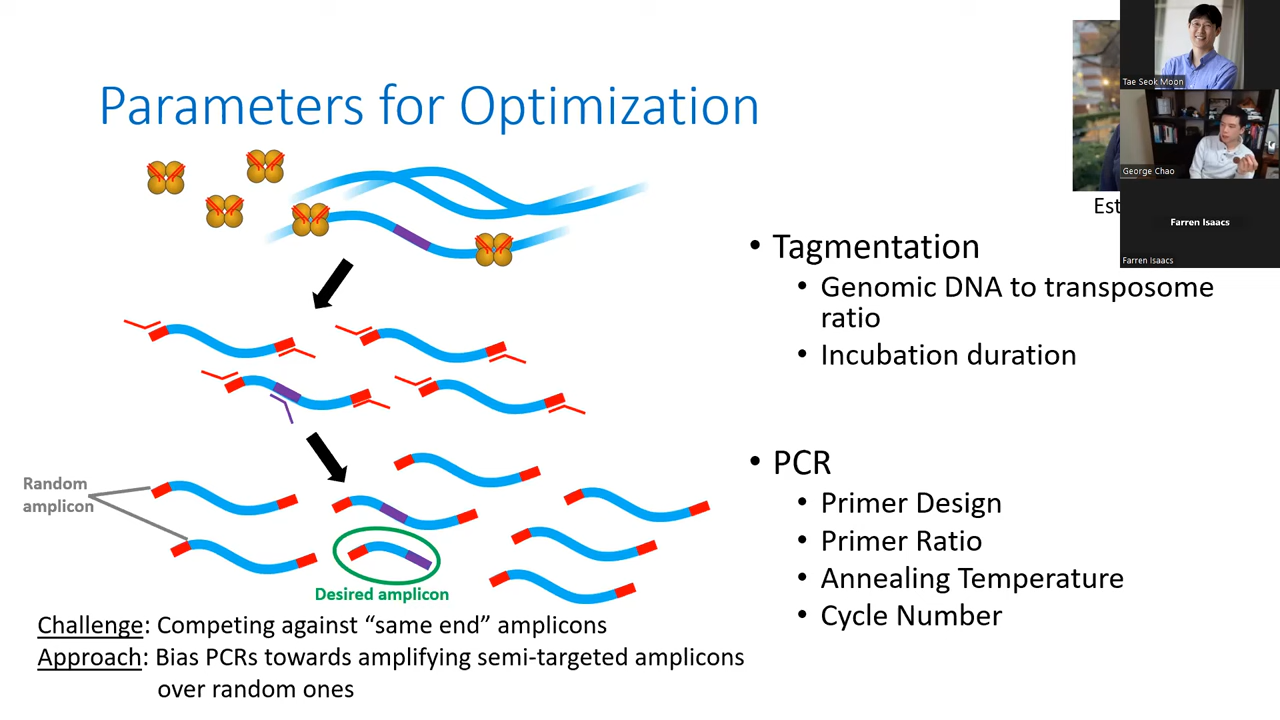 Parameters for Optimization
Tae Seok Moon
George Chao
Est
Farren Isaacs
Farren Isaacs
• Tagmentation
• Genomic DNA to transposome
ratio
• Incubation duration
• PCR
• Primer Design
• Primer Ratio
• Annealing Temperature
• Cycle Number
Random
amplicon
Desired amplicon
Challenge: Competing against “same end” amplicons
Approach: Bias PCRs towards amplifying semi-targeted amplicons
over random ones